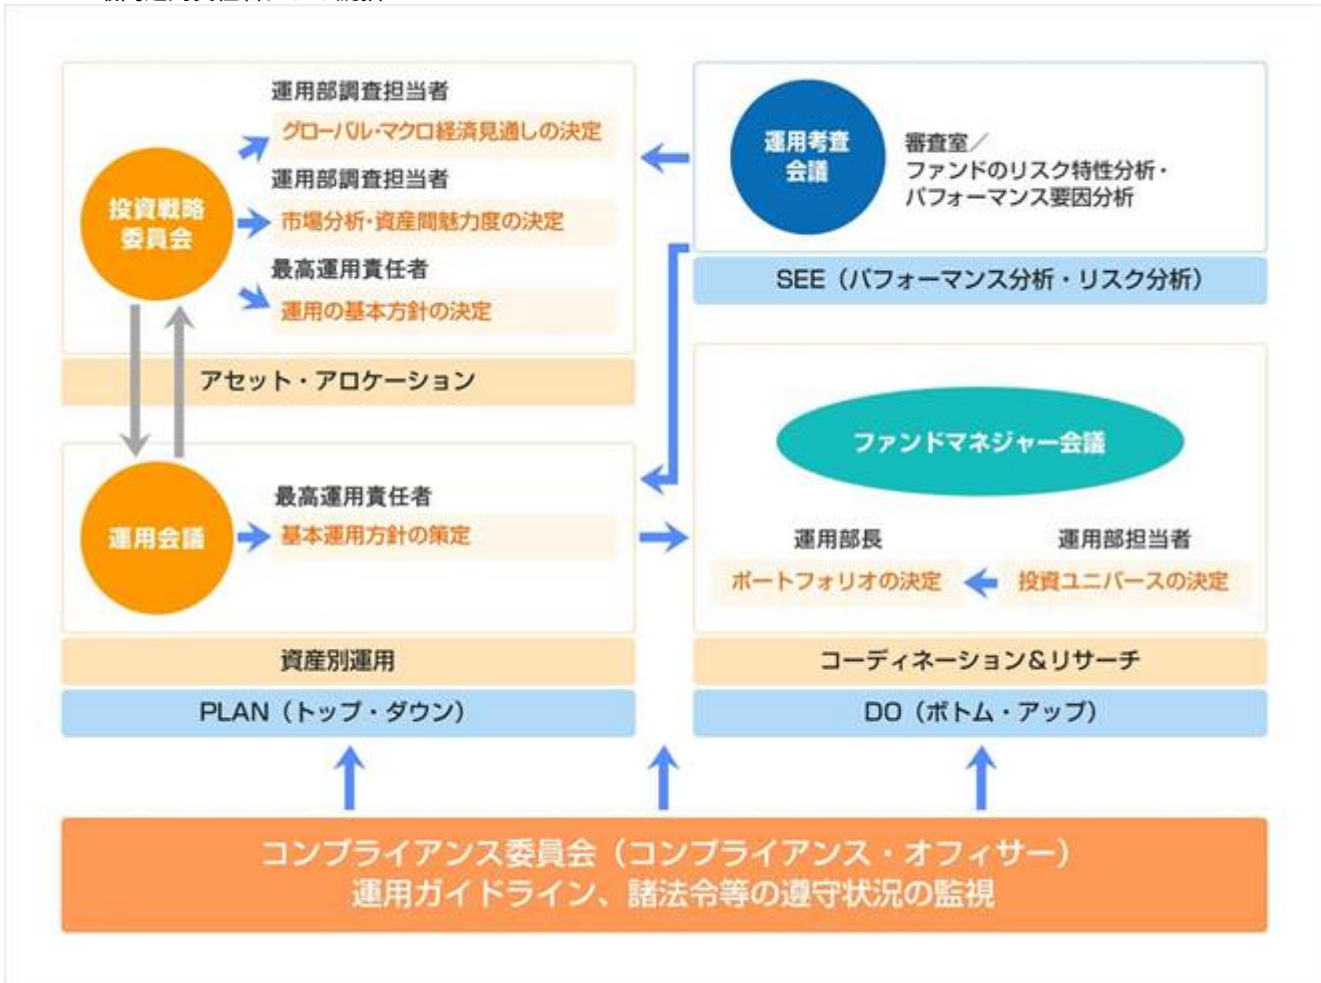 運用部調査担当者
グローバル・マクロ経済見通しの決定
投資戦略
委員会
運用部調査担当者
市場分析・資産間魅力度の決定
最高運用責任者
運用の基本方針の決定
アセット・アロケーション
運用考査
会議
審査室／
ファンドのリスク特性分析・
パフォーマンス要因分析
SEE（パフォーマンス分析・リスク分析）
運用会議
最高運用責任者
基本運用方針の策定
資産別運用
PLAN（トップ・ダウン）
ファンドマネジャー会議
運用部長
ポートフォリオの決定
運用部担当者
投資ユニバースの決定
コーディネーション＆リサーチ
DO（ボトム・アップ）
コンプライアンス委員会（コンプライアンス・オフィサー）
運用ガイドライン、諸法令等の遵守状況の監視